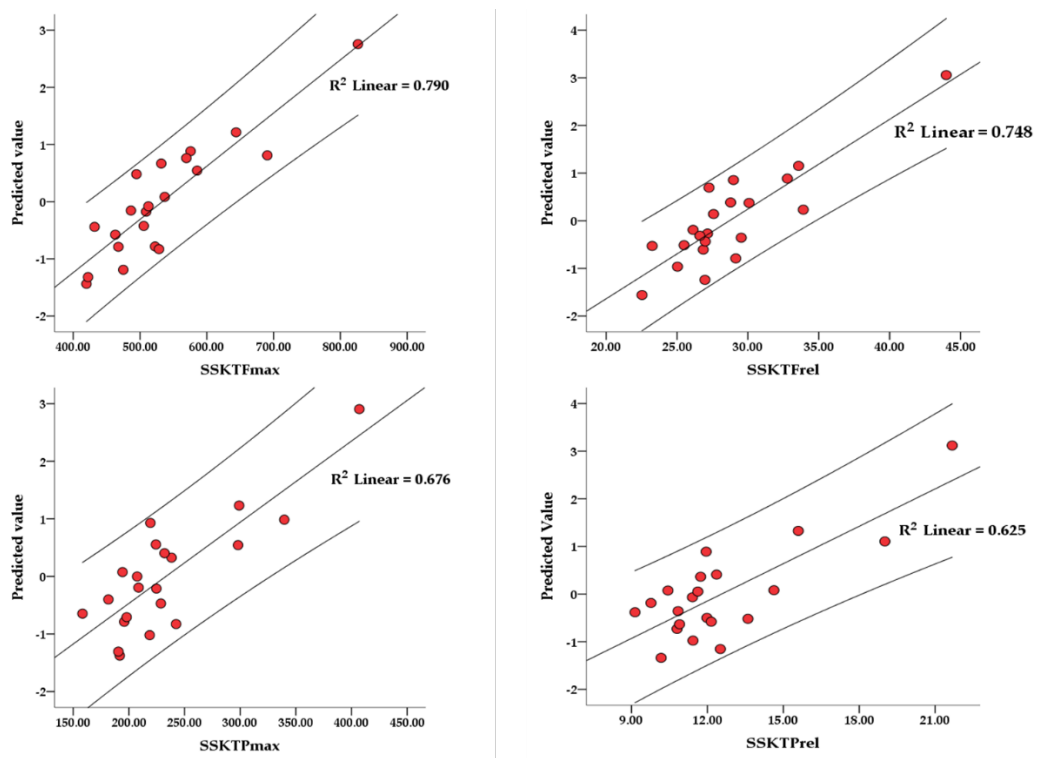 3
2
1
0
-1
-2
Predicted value
R² Linear = 0.790
400.00 500.00 600.00 700.00 800.00 900.00
SSKTFmax
4
3
2
1
0
-1
-2
Predicted value
R² Linear = 0.748
20.00 25.00 30.00 35.00 40.00 45.00
SSKTFrel
3
2
1
0
-1
-2
Predicted value
R² Linear = 0.676
150.00 200.00 250.00 300.00 350.00 400.00 450.00
SSKTPmax
4
3
2
1
0
-1
-2
Predicted Value
R² Linear = 0.625
9.00 12.00 15.00 18.00 21.00
SSKTPrel